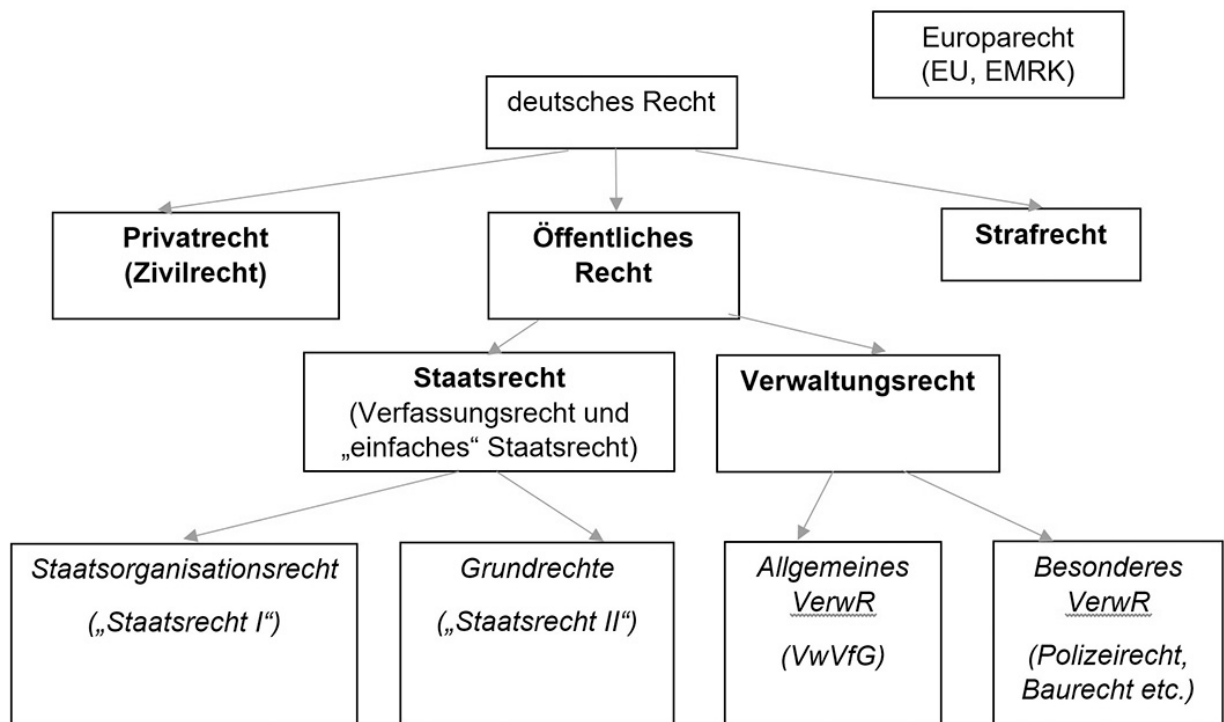 Europarecht
(EU, EMRK)
deutsches Recht
Privatrecht
(Zivilrecht)
Öffentliches
Recht
Strafrecht
Staatsrecht
(Verfassungsrecht und
„einfaches“ Staatsrecht)
Verwaltungsrecht
Staatsorganisationsrecht
(„Staatsrecht I“)
Grundrechte
(„Staatsrecht II“)
Allgemeines
VerwR
(VwVfG)
Besonderes
VerwR
(Polizeirecht,
Baurecht etc.)